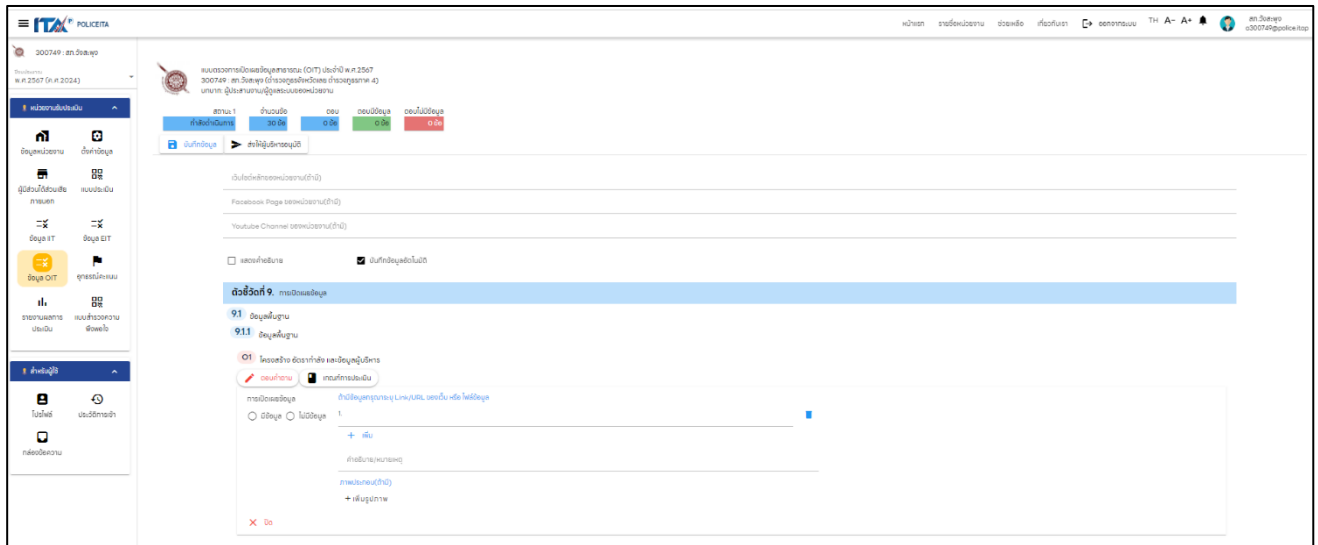 ITA POLICEITA
หน้าแรก รายชื่อหน่วยงาน ช่วยเหลือ เกี่ยวกับเรา ออกจากระบบ TH A- A+
สภ.วังสะพุง
o300749@police.itap
300749 : สภ.วังสะพุง
ปีงบประมาณ
พ.ศ.2567 (ค.ศ.2024)
หน่วยงานรับประเมิน
ข้อมูลหน่วยงาน ตั้งค่าข้อมูล
ผู้มีส่วนได้ส่วนเสียภายนอก แบบประเมิน
ข้อมูล IIT ข้อมูล EIT
ข้อมูล OIT อุทธรณ์คะแนน
รายงานผลการประเมิน แบบสำรวจความพึงพอใจ
สำหรับผู้ใช้
โปรไฟล์ ประวัติการเข้า
กล่องข้อความ
แบบตรวจการเปิดเผยข้อมูลสาธารณะ (OIT) ประจำปี พ.ศ.2567
300749 : สภ.วังสะพุง (ตำรวจภูธรจังหวัดเลย ตำรวจภูธรภาค 4)
บทบาท: ผู้ประสานงาน/ผู้ดูแลระบบของหน่วยงาน
สถานะ 1 จำนวนข้อ ตอบ ตอบมีข้อมูล ตอบไม่มีข้อมูล
กำลังดำเนินการ 30 ข้อ 0 ข้อ 0 ข้อ 0 ข้อ
บันทึกข้อมูล ส่งให้ผู้บริหารอนุมัติ
เว็บไซต์หลักของหน่วยงาน(ถ้ามี)
Facebook Page ของหน่วยงาน(ถ้ามี)
Youtube Channel ของหน่วยงาน(ถ้ามี)
แสดงคำอธิบาย บันทึกข้อมูลอัตโนมัติ
ตัวชี้วัดที่ 9. การเปิดเผยข้อมูล
9.1 ข้อมูลพื้นฐาน
9.1.1 ข้อมูลพื้นฐาน
O1 โครงสร้าง อัตรากำลัง และข้อมูลผู้บริหาร
ตอบคำถาม เกณฑ์การประเมิน
การเปิดเผยข้อมูล ถ้ามีข้อมูลกรุณาระบุ Link/URL ของเว็บ หรือ ไฟล์ข้อมูล
มีข้อมูล ไม่มีข้อมูล 1.
+ เพิ่ม
คำอธิบาย/หมายเหตุ
ภาพประกอบ(ถ้ามี)
+ เพิ่มรูปภาพ
ปิด